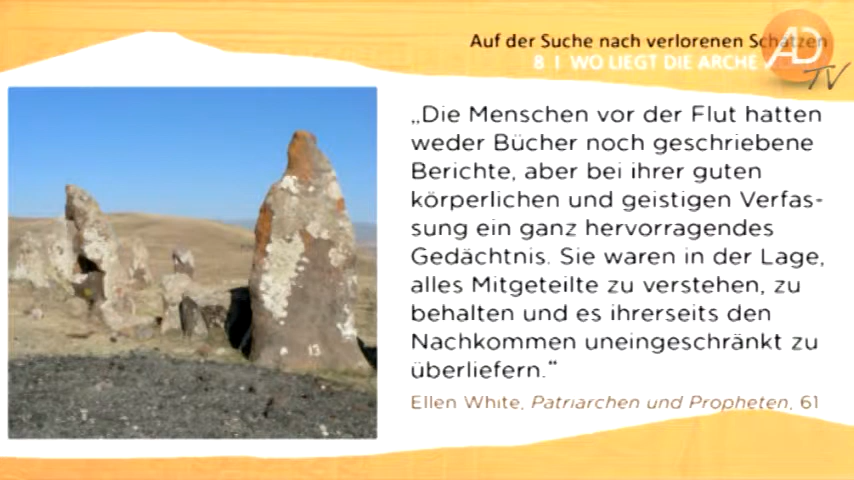 Auf der Suche nach verlorenen Schätzen
8 | WO LIEGT DIE ARCHE
AD
TV
„Die Menschen vor der Flut hatten
weder Bücher noch geschriebene
Berichte, aber bei ihrer guten
körperlichen und geistigen Verfas-
sung ein ganz hervorragendes
Gedächtnis. Sie waren in der Lage,
alles Mitgeteilte zu verstehen, zu
behalten und es ihrerseits den
Nachkommen uneingeschränkt zu
überliefern.“
Ellen White, Patriarchen und Propheten, 61
13